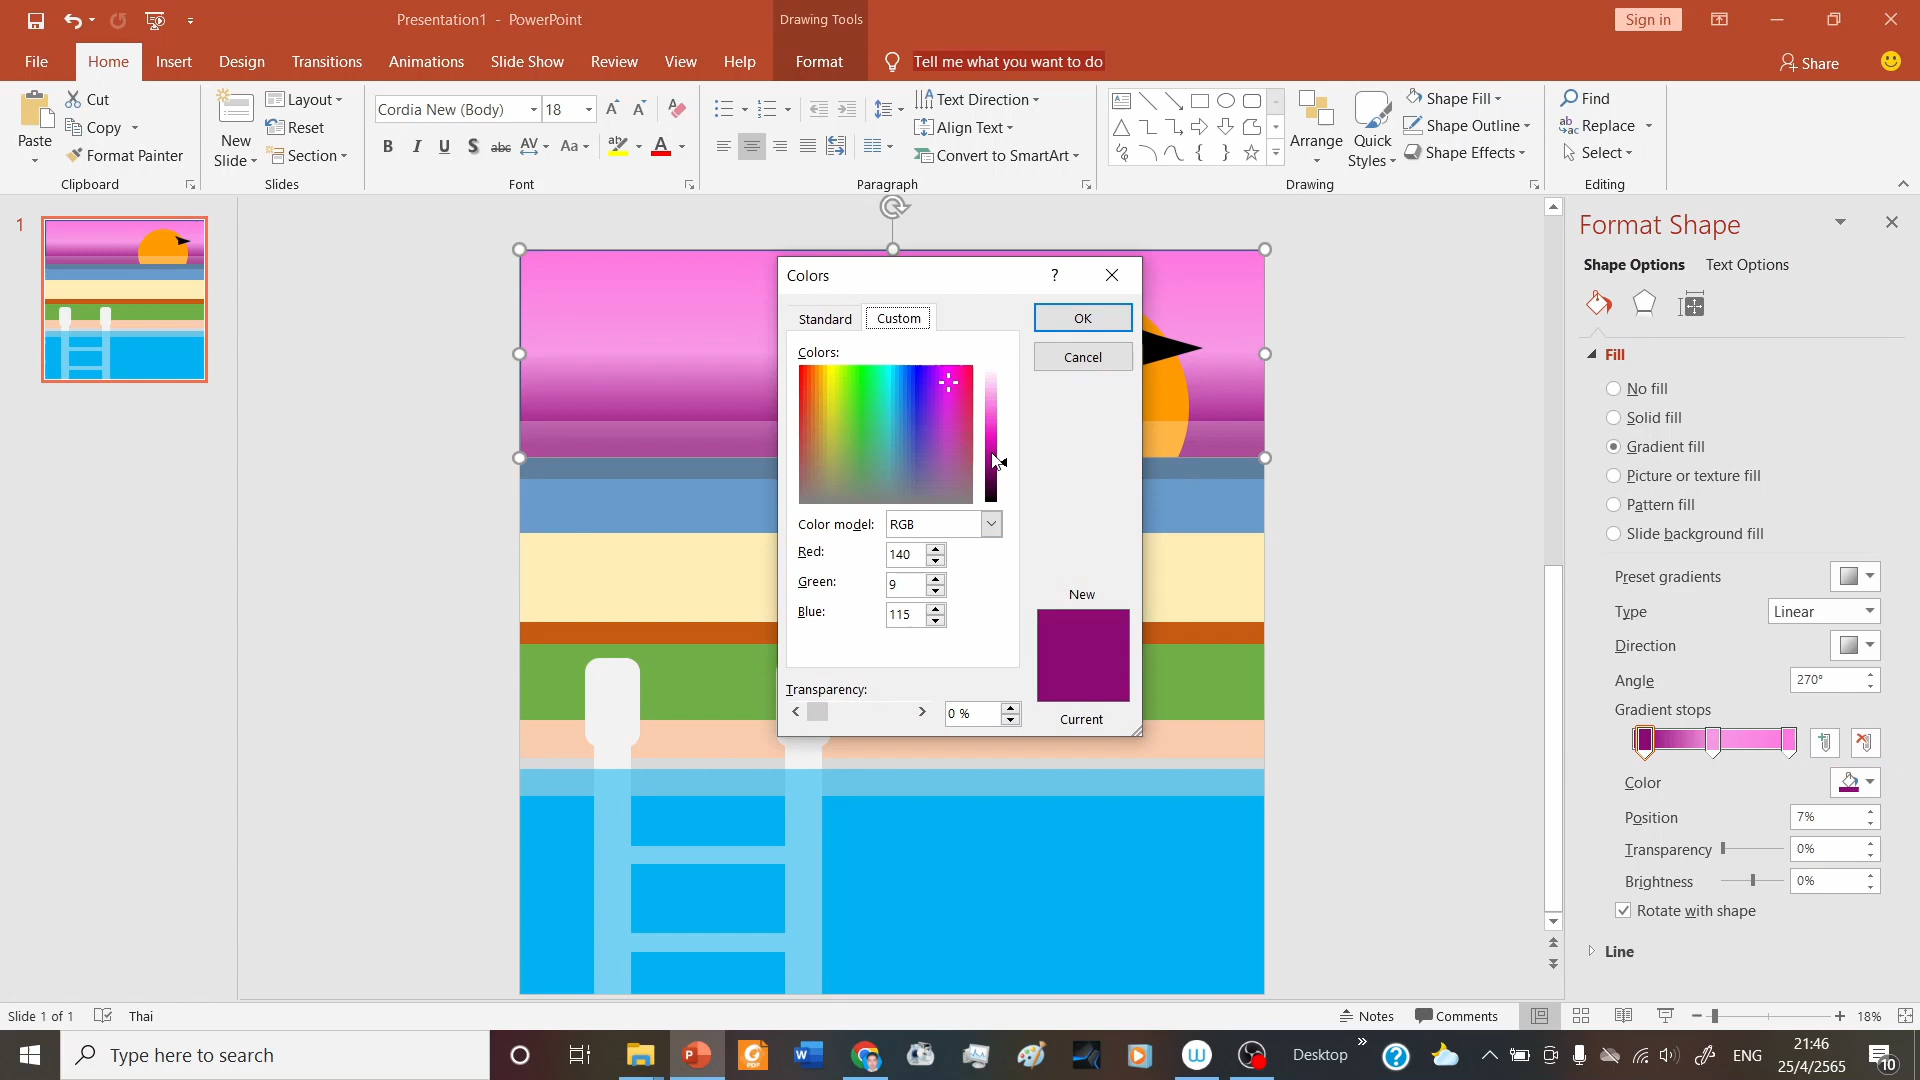 Presentation1 - PowerPoint
Drawing Tools
Sign in
File Home Insert Design Transitions Animations Slide Show Review View Help Format Tell me what you want to do Share
Paste
Cut
Copy
Format Painter
Clipboard
New Slide
Layout
Reset
Section
Slides
Cordia New (Body) 18
B I U S abc AV Aa A
Font
Text Direction
Align Text
Convert to SmartArt
Paragraph
Arrange
Quick Styles
Shape Fill
Shape Outline
Shape Effects
Drawing
Find
Replace
Select
Editing
1
Colors ?
Standard Custom
OK
Cancel
Colors:
Color model: RGB
Red: 140
Green: 9
Blue: 115
Transparency:
0 %
New
Current
Format Shape
Shape Options Text Options
Fill
No fill
Solid fill
Gradient fill
Picture or texture fill
Pattern fill
Slide background fill
Preset gradients
Type Linear
Direction
Angle 270°
Gradient stops
Color
Position 7%
Transparency 0%
Brightness 0%
Rotate with shape
Line
Slide 1 of 1 Thai
Notes Comments 18%
Type here to search
Desktop
ENG
21:46
25/4/2565
10